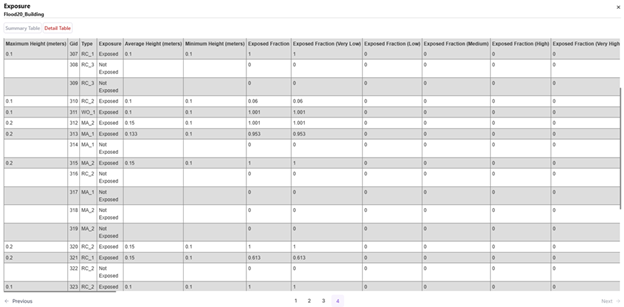 Exposure
×
Flood20_Building
Summary Table Detail Table
Maximum Height (meters) Gid Type Exposure Average Height (meters) Minimum Height (meters) Exposed Fraction Exposed Fraction (Very Low) Exposed Fraction (Low) Exposed Fraction (Medium) Exposed Fraction (High) Exposed Fraction (Very High
0.1 307 RC_1 Exposed 0.1 0.1 1 1 0 0 0 0
308 RC_3 Not Exposed 0 0 0 0 0 0
309 RC_3 Not Exposed 0 0 0 0 0 0
0.1 310 RC_2 Exposed 0.1 0.1 0.06 0.06 0 0 0 0
0.1 311 WO_1 Exposed 0.1 0.1 1.001 1.001 0 0 0 0
0.2 312 MA_2 Exposed 0.15 0.1 1.001 1.001 0 0 0 0
0.2 313 MA_1 Exposed 0.133 0.1 0.953 0.953 0 0 0 0
314 MA_1 Not Exposed 0 0 0 0 0 0
0.2 315 MA_2 Exposed 0.15 0.1 1 1 0 0 0 0
316 RC_2 Not Exposed 0 0 0 0 0 0
317 MA_1 Not Exposed 0 0 0 0 0 0
318 MA_2 Not Exposed 0 0 0 0 0 0
319 MA_2 Not Exposed 0 0 0 0 0 0
0.2 320 RC_2 Exposed 0.15 0.1 1 1 0 0 0 0
0.2 321 RC_1 Exposed 0.15 0.1 0.613 0.613 0 0 0 0
322 RC_2 Not Exposed 0 0 0 0 0 0
0.1 323 RC_2 Exposed 0.1 0.1 1 1 0 0 0 0
← Previous 1 2 3 4 Next →